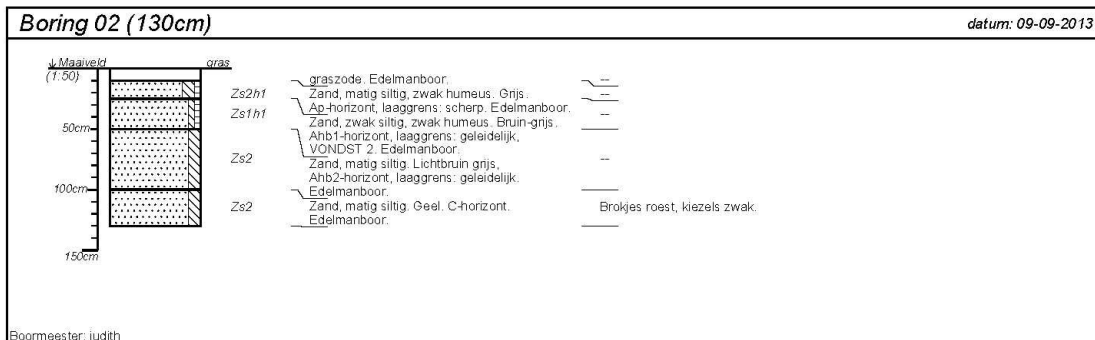 Boring 02 (130cm)
datum: 09-09-2013
↓ Maaiveld
gras
(1:50)
graszode. Edelmanboor.
--
Zs2h1
Zand, matig siltig, zwak humeus. Grijs.
--
Ap-horizont, laaggrens: scherp. Edelmanboor.
Zs1h1
--
Zand, zwak siltig, zwak humeus. Bruin-grijs.
50cm
Ahb1-horizont, laaggrens: geleidelijk,
VONDST 2. Edelmanboor.
Zs2
--
Zand, matig siltig. Lichtbruin grijs,
Ahb2-horizont, laaggrens: geleidelijk.
100cm
Edelmanboor.
Zs2
Zand, matig siltig. Geel. C-horizont.
Brokjes roest, kiezels zwak.
Edelmanboor.
150cm
Boormeester: judith